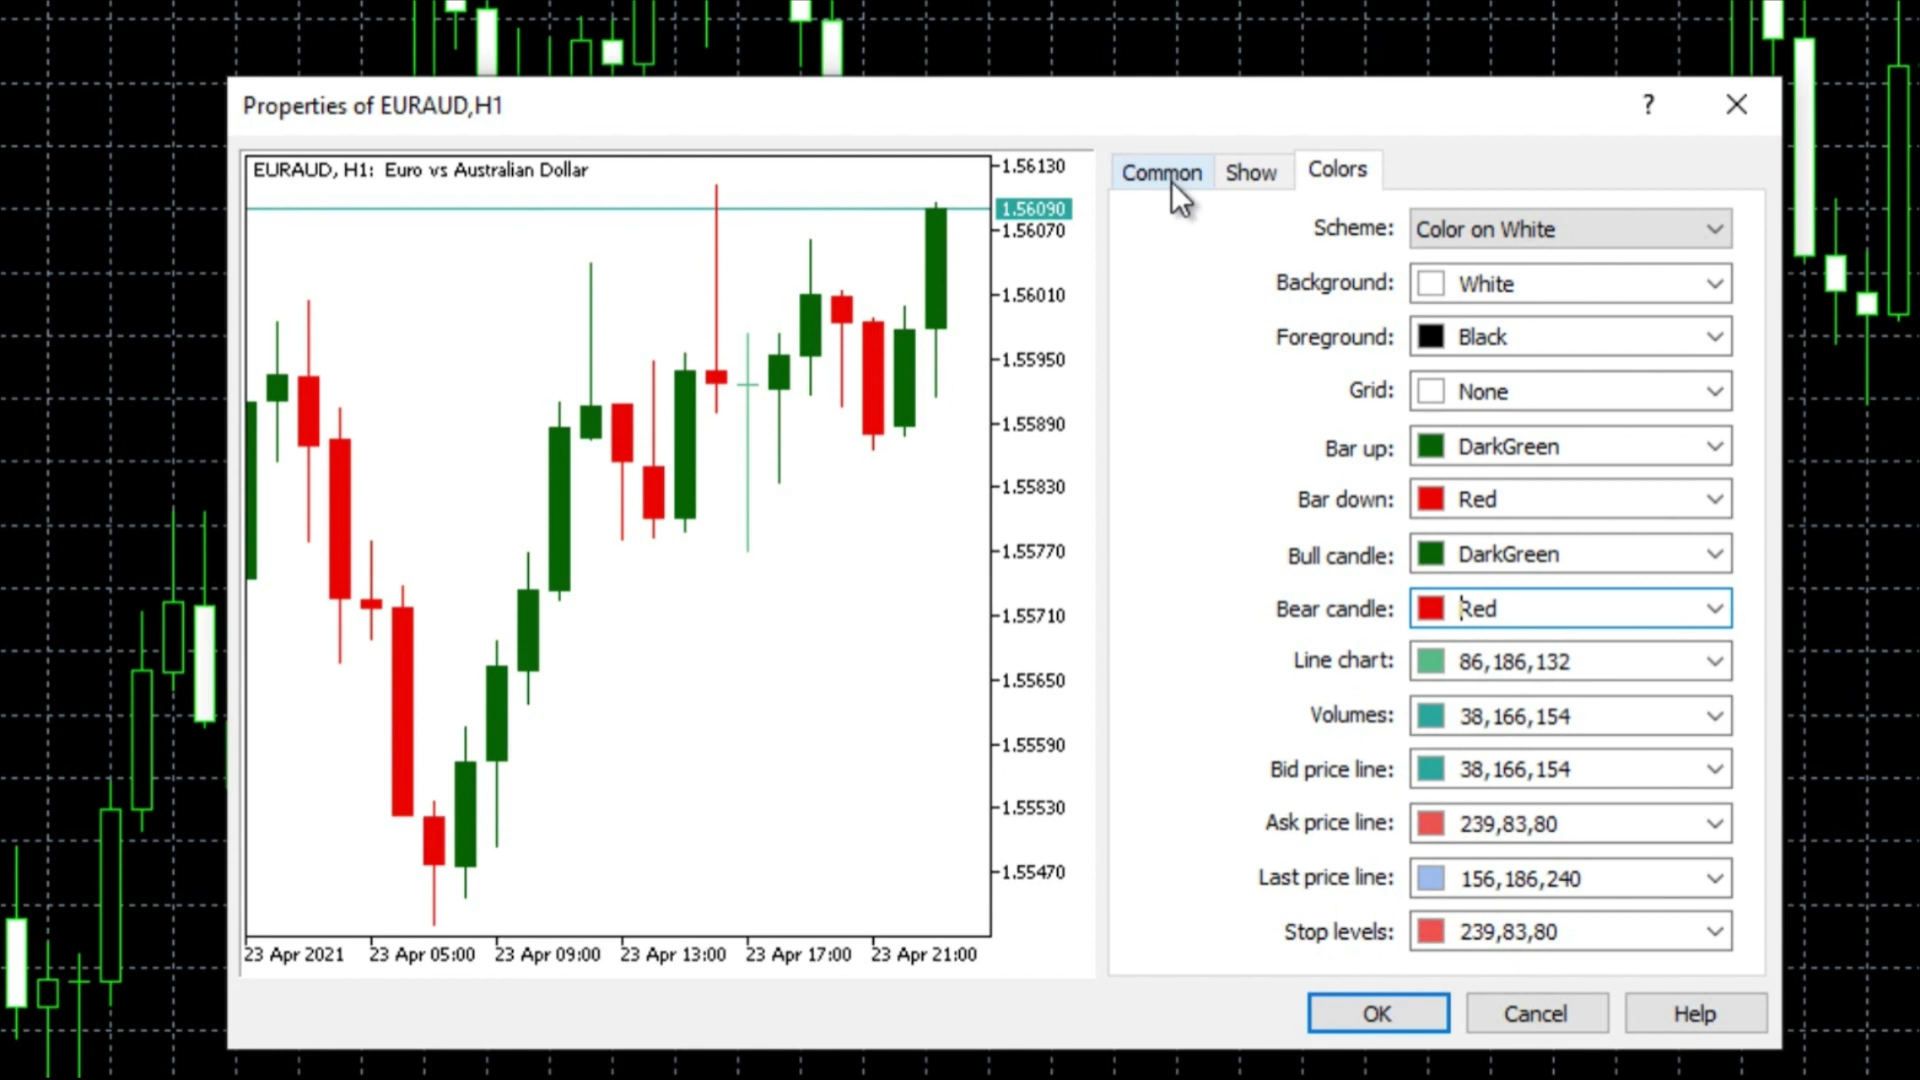 Properties of EURAUD,H1
?
EURAUD, H1: Euro vs Australian Dollar
1.56130
1.56090
1.56070
1.56010
1.55950
1.55890
1.55830
1.55770
1.55710
1.55650
1.55590
1.55530
1.55470
23 Apr 2021
23 Apr 05:00
23 Apr 09:00
23 Apr 13:00
23 Apr 17:00
23 Apr 21:00
Common
Show
Colors
Scheme: Color on White
Background: White
Foreground: Black
Grid: None
Bar up: DarkGreen
Bar down: Red
Bull candle: DarkGreen
Bear candle: Red
Line chart: 86,186,132
Volumes: 38,166,154
Bid price line: 38,166,154
Ask price line: 239,83,80
Last price line: 156,186,240
Stop levels: 239,83,80
OK
Cancel
Help